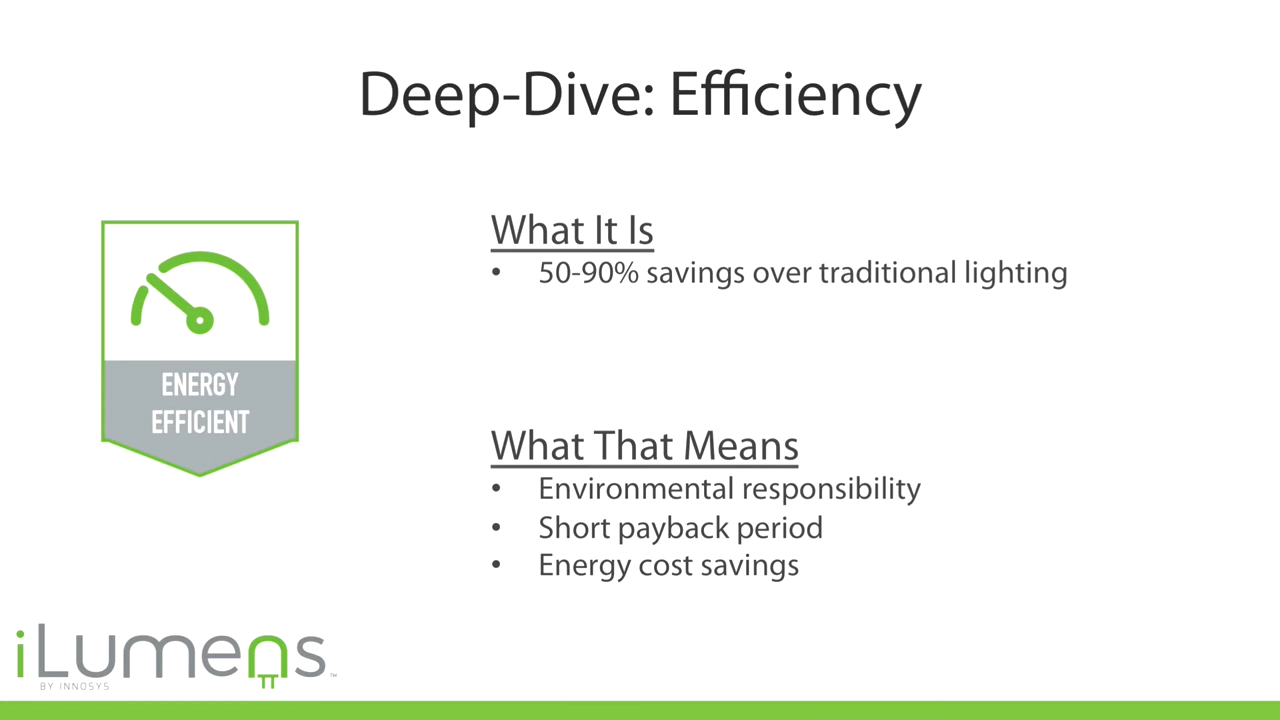 Deep-Dive: Efficiency
What It Is
• 50-90% savings over traditional lighting
ENERGY
EFFICIENT
What That Means
• Environmental responsibility
• Short payback period
• Energy cost savings
iLumens™
BY INNOSYS